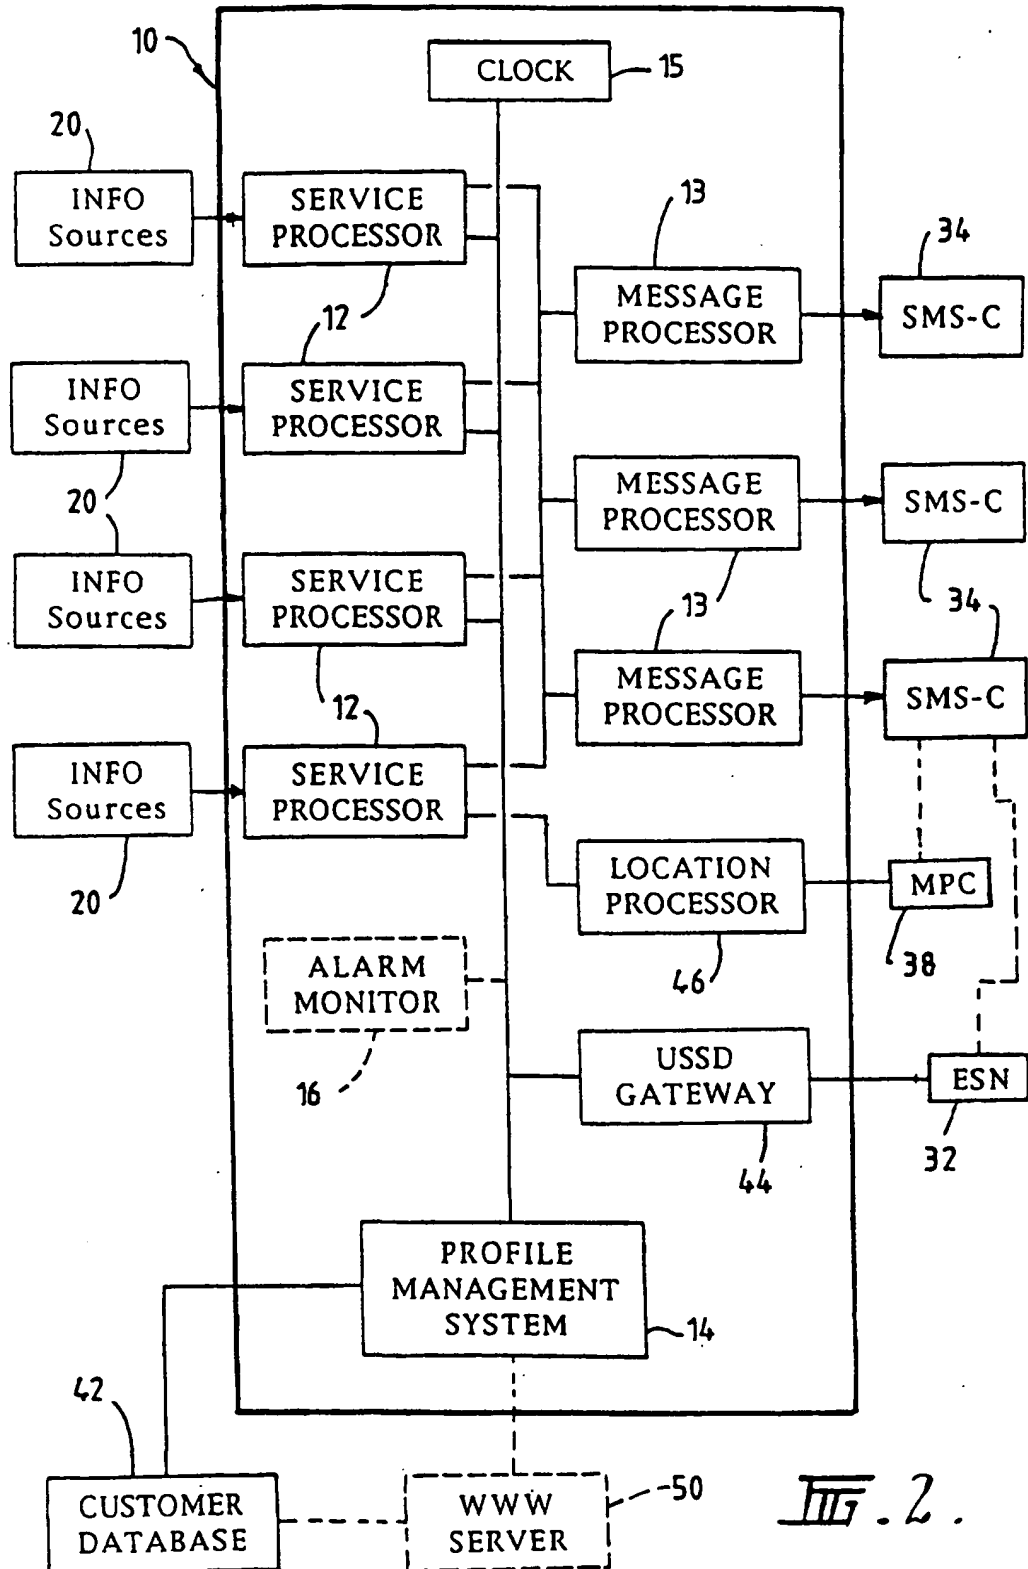 10
CLOCK
15
20
INFO
Sources
SERVICE
PROCESSOR
13
34
12
MESSAGE
PROCESSOR
SMS-C
INFO
Sources
SERVICE
PROCESSOR
20
MESSAGE
PROCESSOR
SMS-C
INFO
Sources
SERVICE
PROCESSOR
13
34
12
MESSAGE
PROCESSOR
SMS-C
INFO
Sources
SERVICE
PROCESSOR
20
LOCATION
PROCESSOR
MPC
38
46
ALARM
MONITOR
16
USSD
GATEWAY
ESN
32
44
PROFILE
MANAGEMENT
SYSTEM
14
42
CUSTOMER
DATABASE
WWW
SERVER
50
FIG. 2.